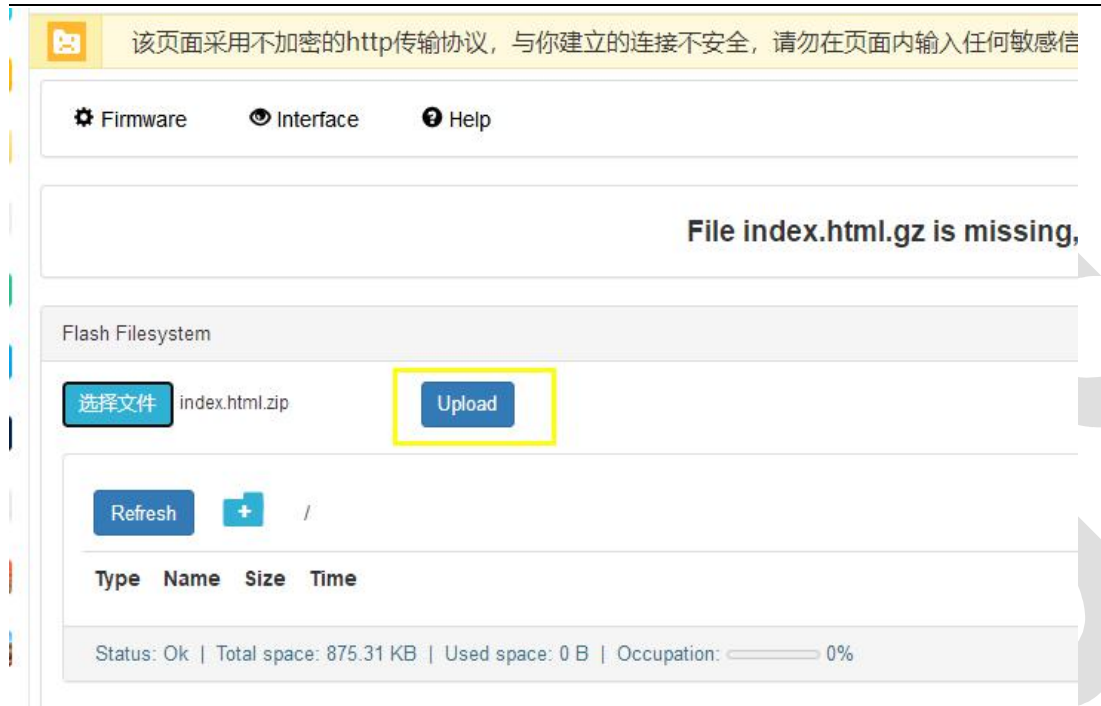 该页面采用不加密的http传输协议，与你建立的连接不安全，请勿在页面内输入任何敏感信
Firmware Interface Help
File index.html.gz is missing,
Flash Filesystem
选择文件 index.html.zip Upload
Refresh /
Type Name Size Time
Status: Ok | Total space: 875.31 KB | Used space: 0 B | Occupation: 0%